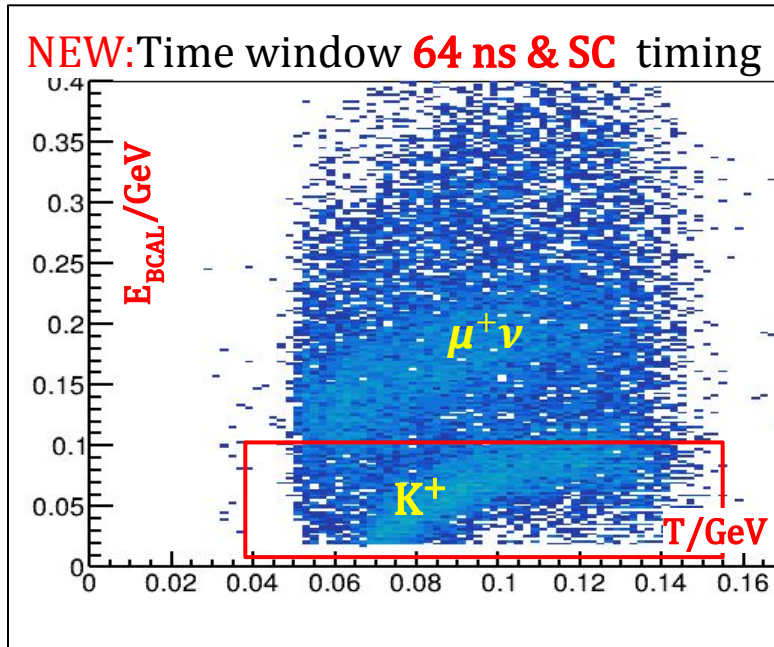 NEW:Time window 64 ns & SC timing
0.4
0.35
0.3
0.25
0.2
0.15
0.1
0.05
0
E_BCAL/GeV
μ⁺ν
K⁺
T/GeV
0 0.02 0.04 0.06 0.08 0.1 0.12 0.14 0.16